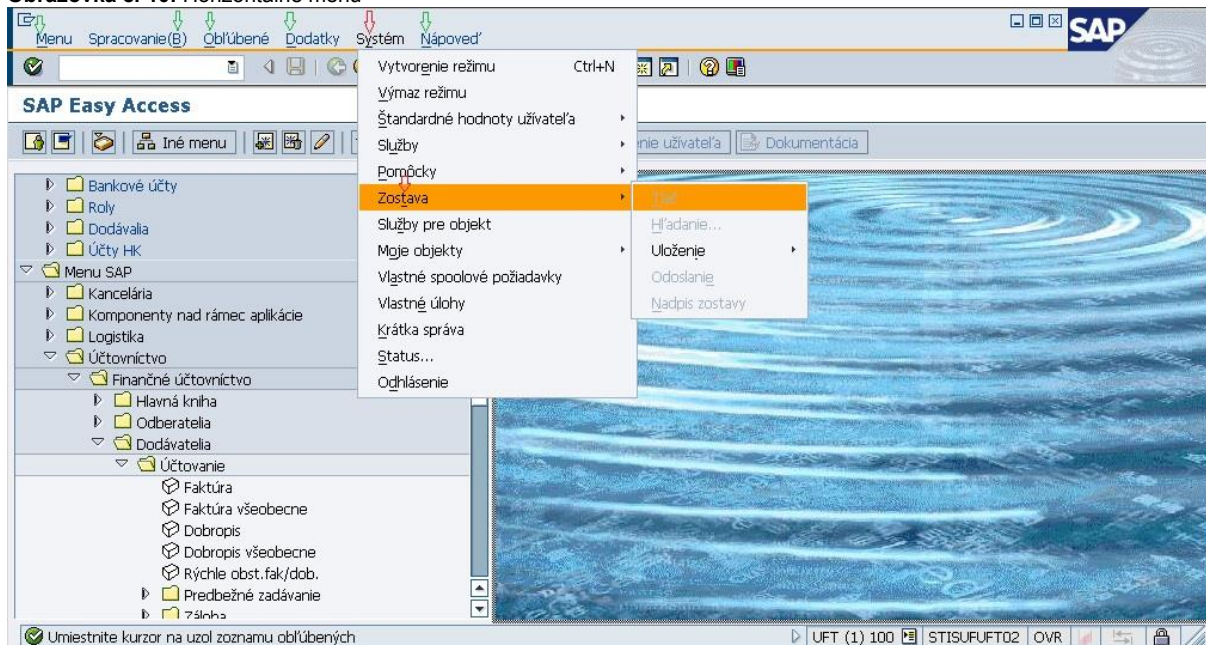 Menu Spracovanie(B) Obľúbené Dodatky Systém Nápoveď
SAP
Vytvorenie režimu Ctrl+N
Výmaz režimu
Štandardné hodnoty užívateľa
Služby
Pomôcky
Zostava
Služby pre objekt
Moje objekty
Vlastné spoolové požiadavky
Vlastné úlohy
Krátka správa
Status...
Odhlásenie
Tlač
Hľadanie...
Uloženie
Odoslanie
Nadpis zostavy
SAP Easy Access
Iné menu
nie užívateľa Dokumentácia
Bankové účty
Roly
Dodávalia
Účty HK
Menu SAP
Kancelária
Komponenty nad rámec aplikácie
Logistika
Účtovníctvo
Finančné účtovníctvo
Hlavná kniha
Odberatelia
Dodávatelia
Účtovanie
Faktúra
Faktúra všeobecne
Dobropis
Dobropis všeobecne
Rýchle obst.fak/dob.
Predbežné zadávanie
Záloha
Umiestnite kurzor na uzol zoznamu obľúbených
UFT (1) 100 STISUFUFT02 OVR